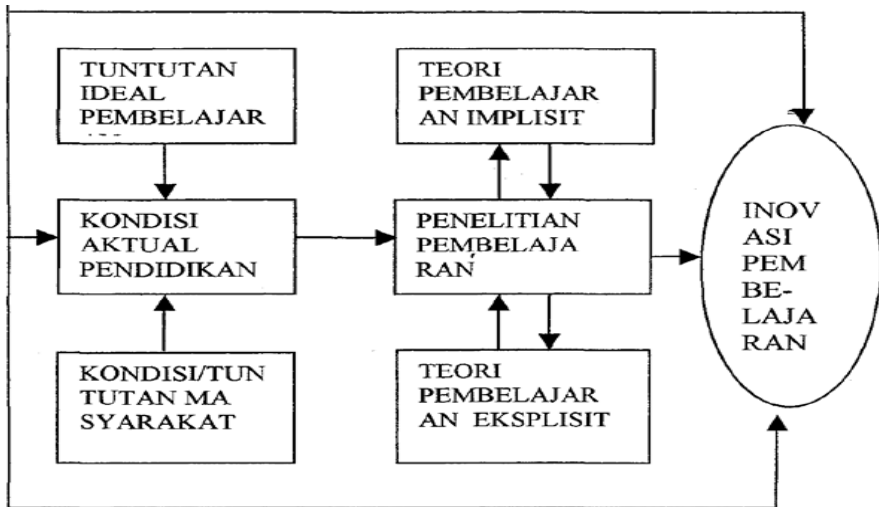 TUNTUTAN
IDEAL
PEMBELAJAR
TEORI
PEMBELAJAR
AN IMPLISIT
KONDISI
AKTUAL
PENDIDIKAN
PENELITIAN
PEMBELAJA
RAN
INOV
ASI
PEM
BE-
LAJA
RAN
KONDISI/TUN
TUTAN MA
SYARAKAT
TEORI
PEMBELAJAR
AN EKSPLISIT